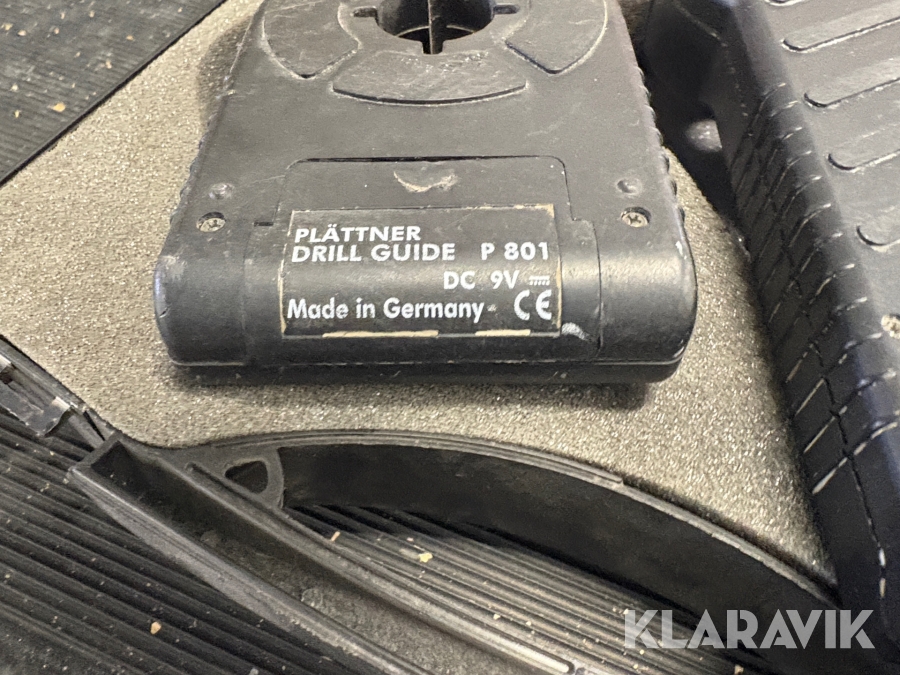 PLÄTTNER
DRILL GUIDE P 801
DC 9V ⎓
Made in Germany CE
KLARAVIK